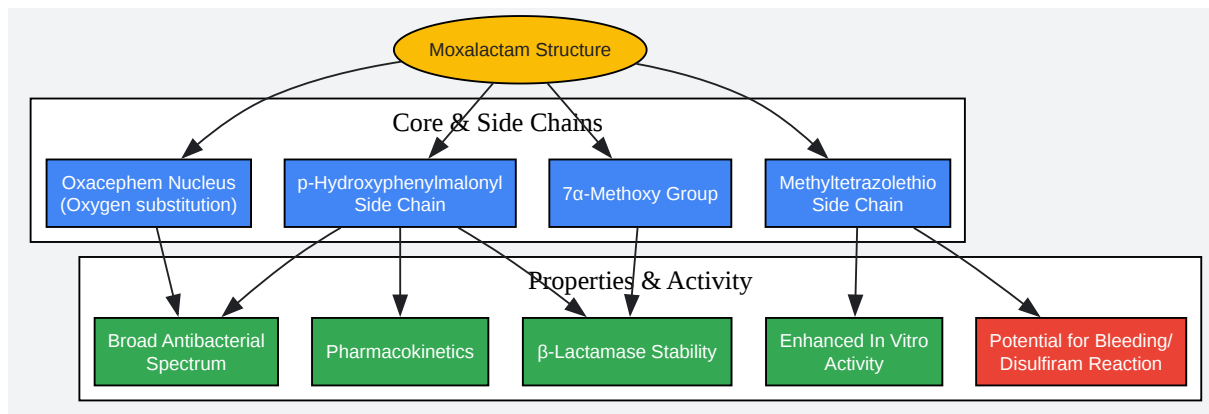 Moxalactam Structure
Core & Side Chains
Oxacephem Nucleus
(Oxygen substitution)
p-Hydroxyphenylmalonyl
Side Chain
7α-Methoxy Group
Methyltetrazolethio
Side Chain
Properties & Activity
Broad Antibacterial
Spectrum
Pharmacokinetics
β-Lactamase Stability
Enhanced In Vitro
Activity
Potential for Bleeding/
Disulfiram Reaction